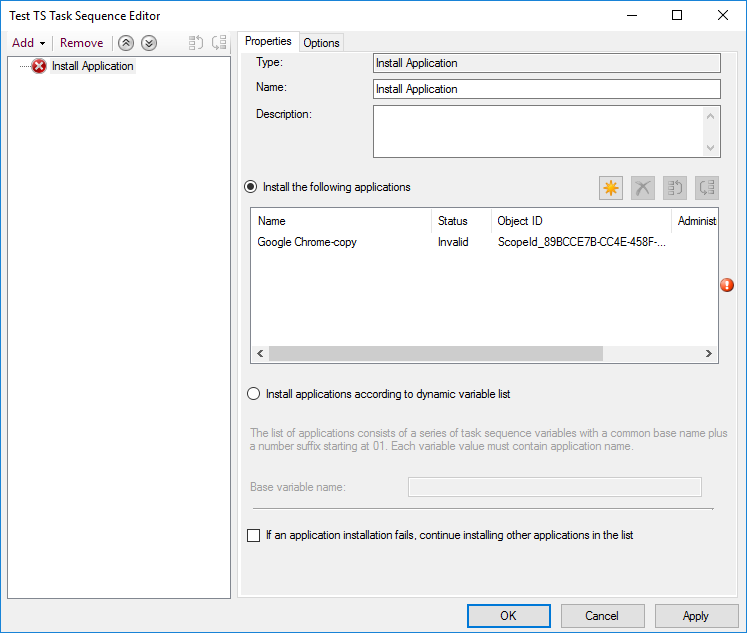 Test TS Task Sequence Editor
Add Remove
Install Application
Properties Options
Type: Install Application
Name: Install Application
Description:
Install the following applications
Name Status Object ID Administ
Google Chrome-copy Invalid ScopeId_89BCCE7B-CC4E-458F-...
Install applications according to dynamic variable list
The list of applications consists of a series of task sequence variables with a common base name plus
a number suffix starting at 01. Each variable value must contain application name.
Base variable name:
If an application installation fails, continue installing other applications in the list
OK Cancel Apply